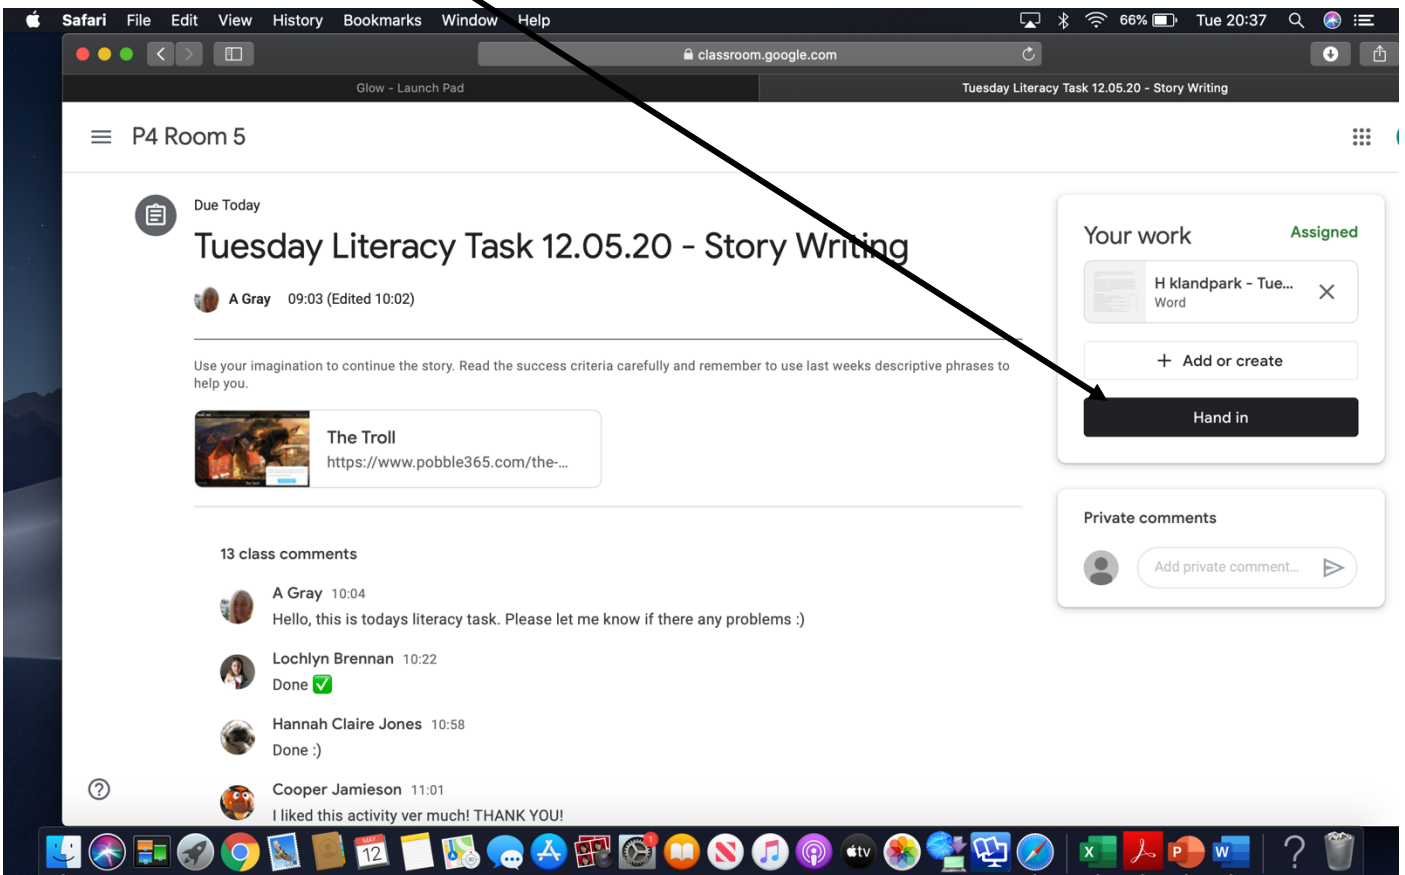 Safari File Edit View History Bookmarks Window Help 66% Tue 20:37
classroom.google.com
Glow - Launch Pad
Tuesday Literacy Task 12.05.20 - Story Writing
P4 Room 5
Due Today
Tuesday Literacy Task 12.05.20 - Story Writing
A Gray 09:03 (Edited 10:02)
Use your imagination to continue the story. Read the success criteria carefully and remember to use last weeks descriptive phrases to
help you.
The Troll
https://www.pobble365.com/the-...
13 class comments
A Gray 10:04
Hello, this is todays literacy task. Please let me know if there any problems :)
Lochlyn Brennan 10:22
Done ✅
Hannah Claire Jones 10:58
Done :)
Cooper Jamieson 11:01
I liked this activity ver much! THANK YOU!
Your work
Assigned
H klandpark - Tue...
Word
+ Add or create
Hand in
Private comments
Add private comment...
MAY
12
tv